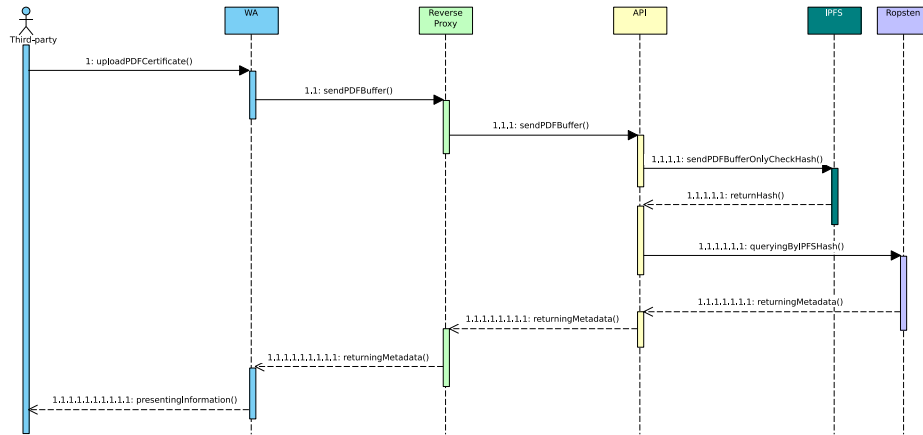 WA
Reverse
Proxy
API
IPFS
Ropsten
Third-party
1: uploadPDFCertificate()
1.1: sendPDFBuffer()
1.1.1: sendPDFBuffer()
1.1.1.1: sendPDFBufferOnlyCheckHash()
1.1.1.1.1: returnHash()
1.1.1.1.1.1: queryingByIPFSHash()
1.1.1.1.1.1.1: returningMetadata()
1.1.1.1.1.1.1.1: returningMetadata()
1.1.1.1.1.1.1.1.1: returningMetadata()
1.1.1.1.1.1.1.1.1.1: presentingInformation()